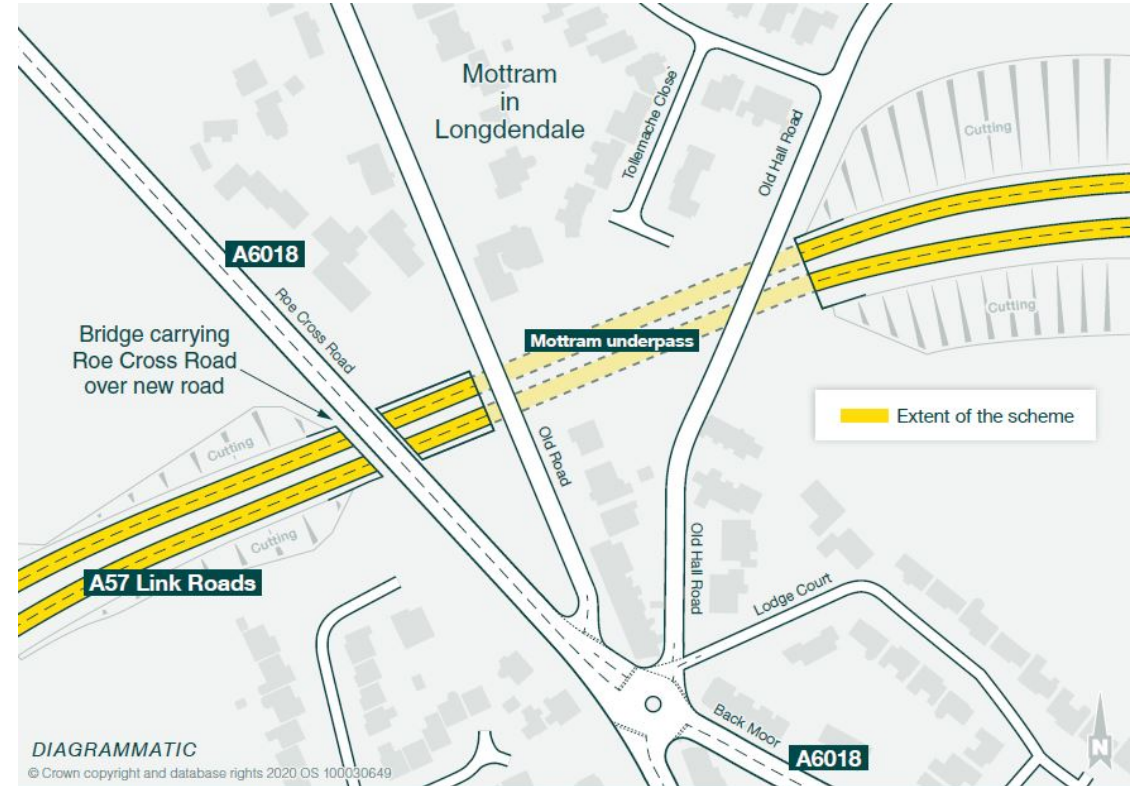 Mottram
in
Longdendale
Tollemache Close
Old Hall Road
Cutting
A6018
Roe Cross Road
Bridge carrying
Roe Cross Road
over new road
Mottram underpass
Cutting
Extent of the scheme
Cutting
Old Road
Cutting
A57 Link Roads
Old Hall Road
Lodge Court
Back Moor
A6018
N
DIAGRAMMATIC
© Crown copyright and database rights 2020 OS 100030649